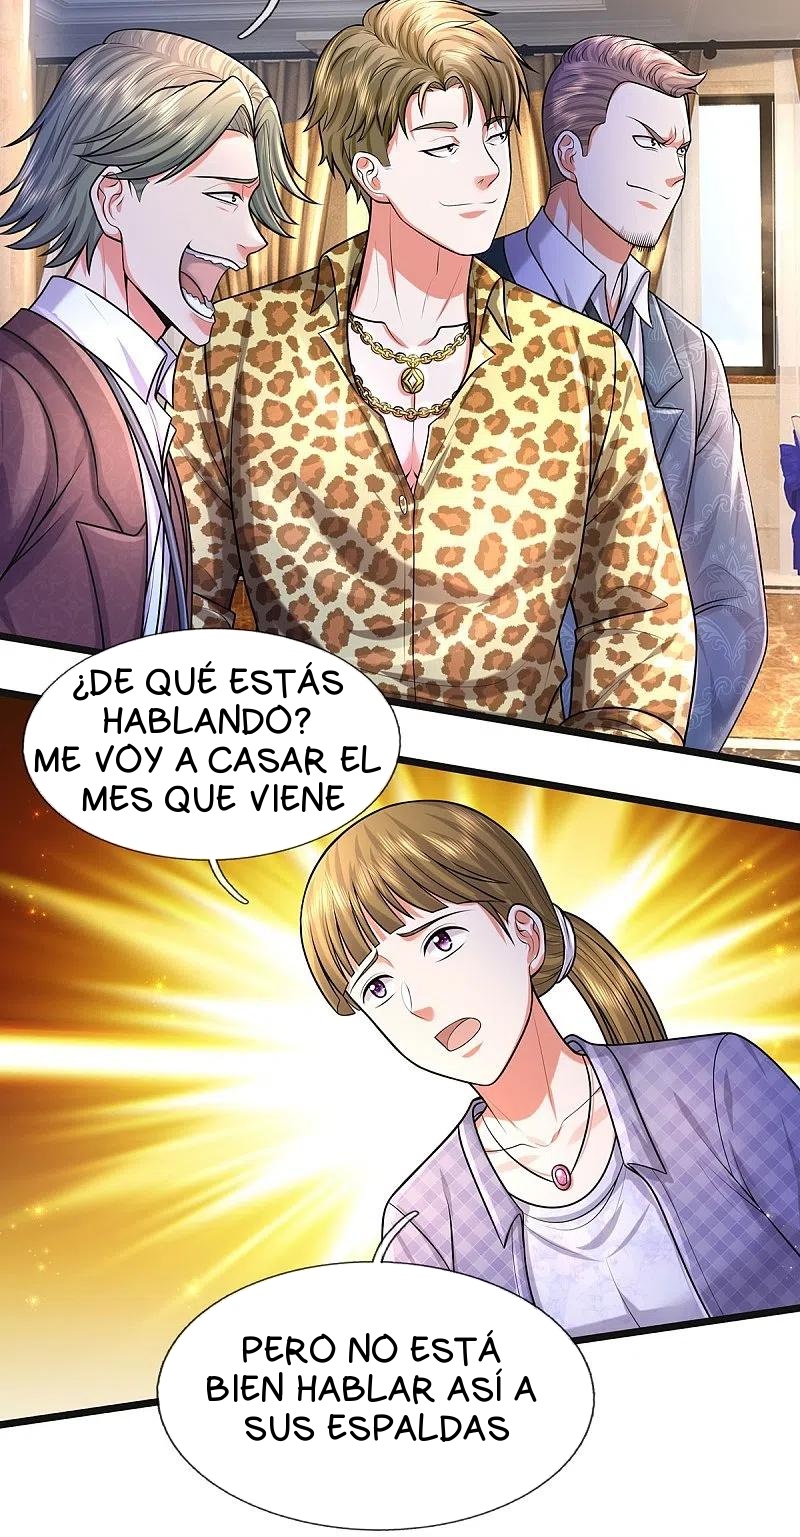 ¿DE QUÉ ESTÁS
HABLANDO?
ME VOY A CASAR EL
MES QUE VIENE
PERO NO ESTÁ
BIEN HABLAR ASÍ A
SUS ESPALDAS